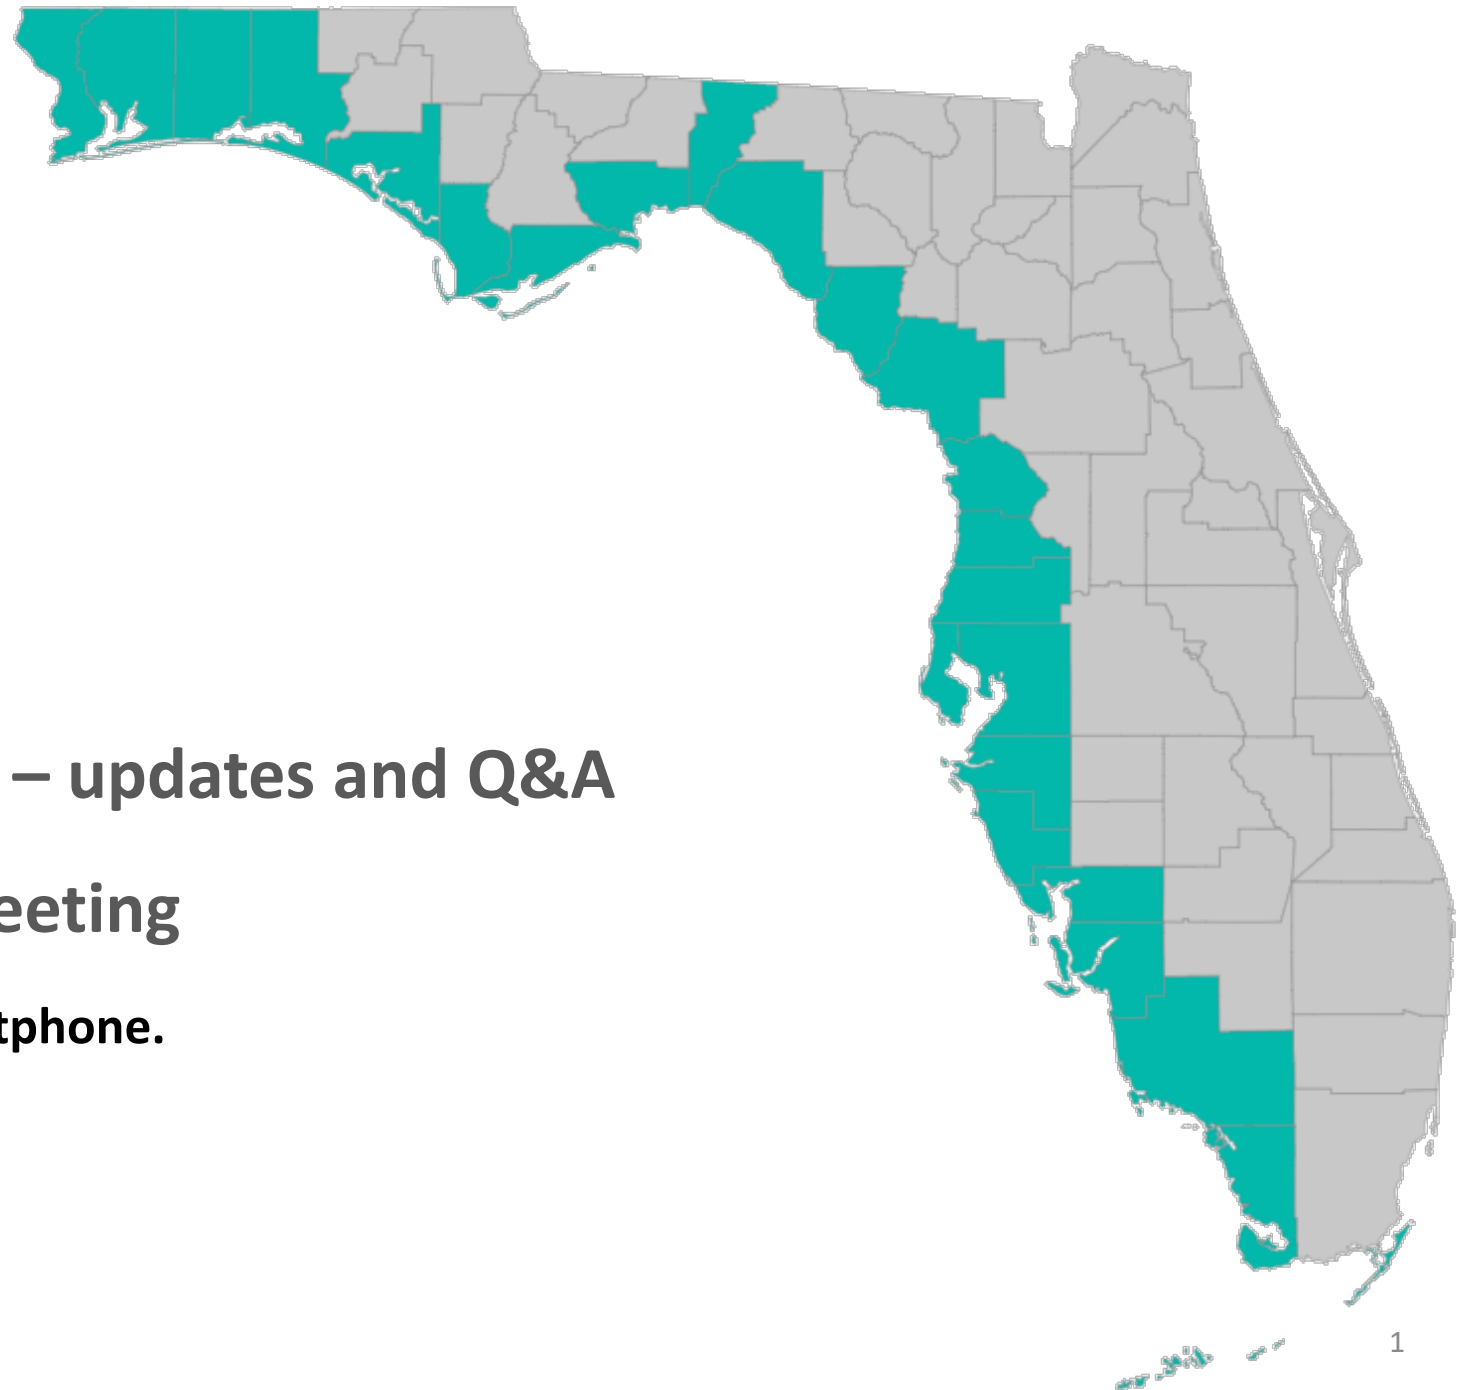 – updates and Q&A
eeting
tphone.
1